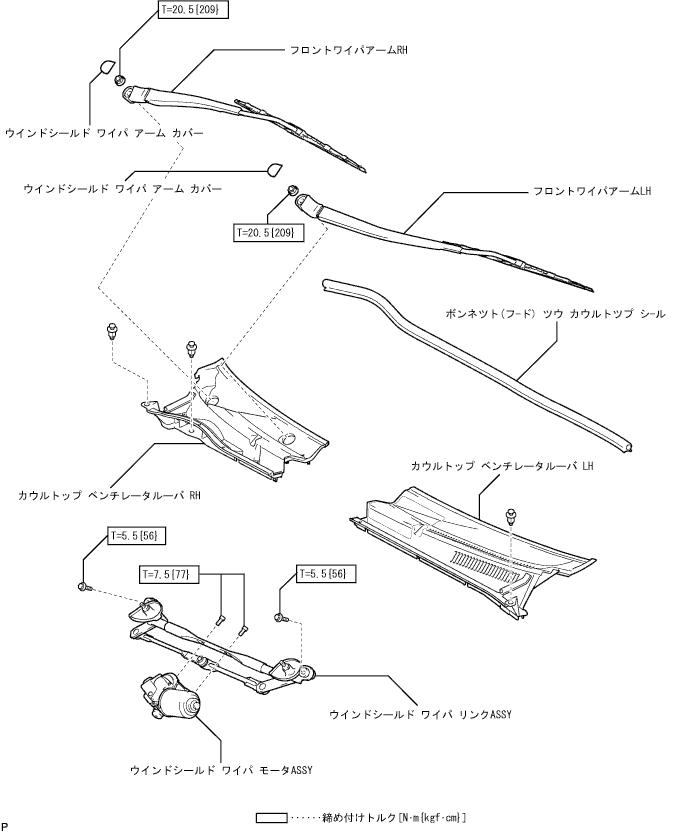 T=20.5{209}
フロントワイパアームRH
ウインドシールド ワイパ アーム カバー
ウインドシールド ワイパ アーム カバー
フロントワイパアームLH
T=20.5{209}
ボンネツト(フ-ド) ツウ カウルトツプ シ-ル
カウルトップ ベンチレータルーバ LH
カウルトップ ベンチレータルーバ RH
T=5.5{56}
T=7.5{77}
T=5.5{56}
ウインドシールド ワイパ リンクASSY
ウインドシールド ワイパ モータASSY
······締め付けトルク[N·m{kgf·cm}]
P